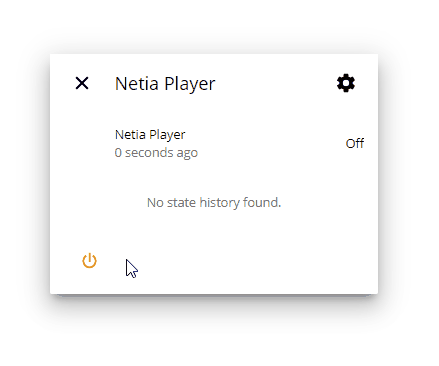 Netia Player
Netia Player
Off
0 seconds ago
No state history found.